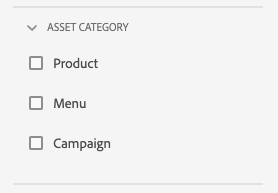 ASSET CATEGORY
Product
Menu
Campaign